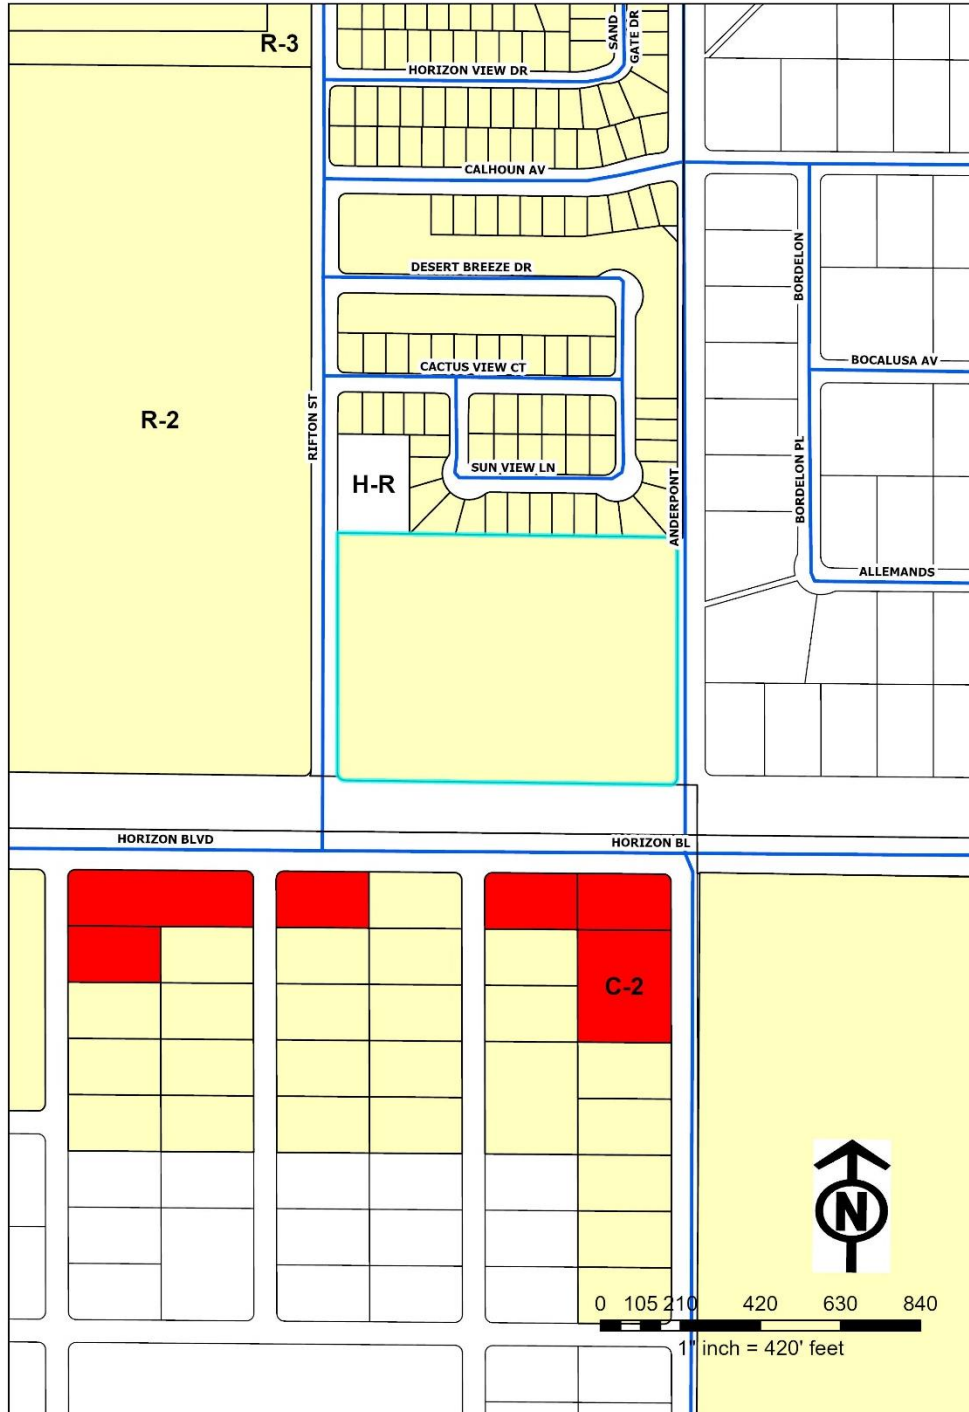 R-3
SAND
GATE DR
HORIZON VIEW DR
CALHOUN AV
DESERT BREEZE DR
BORDELON
BOCALUSA AV
CACTUS VIEW CT
R-2
RIFTON ST
H-R
SUN VIEW LN
BORDELON PL
ANDERPONT
ALLEMANDS
HORIZON BLVD
HORIZON BL
C-2
N
0 105 210 420 630 840
1" inch = 420' feet